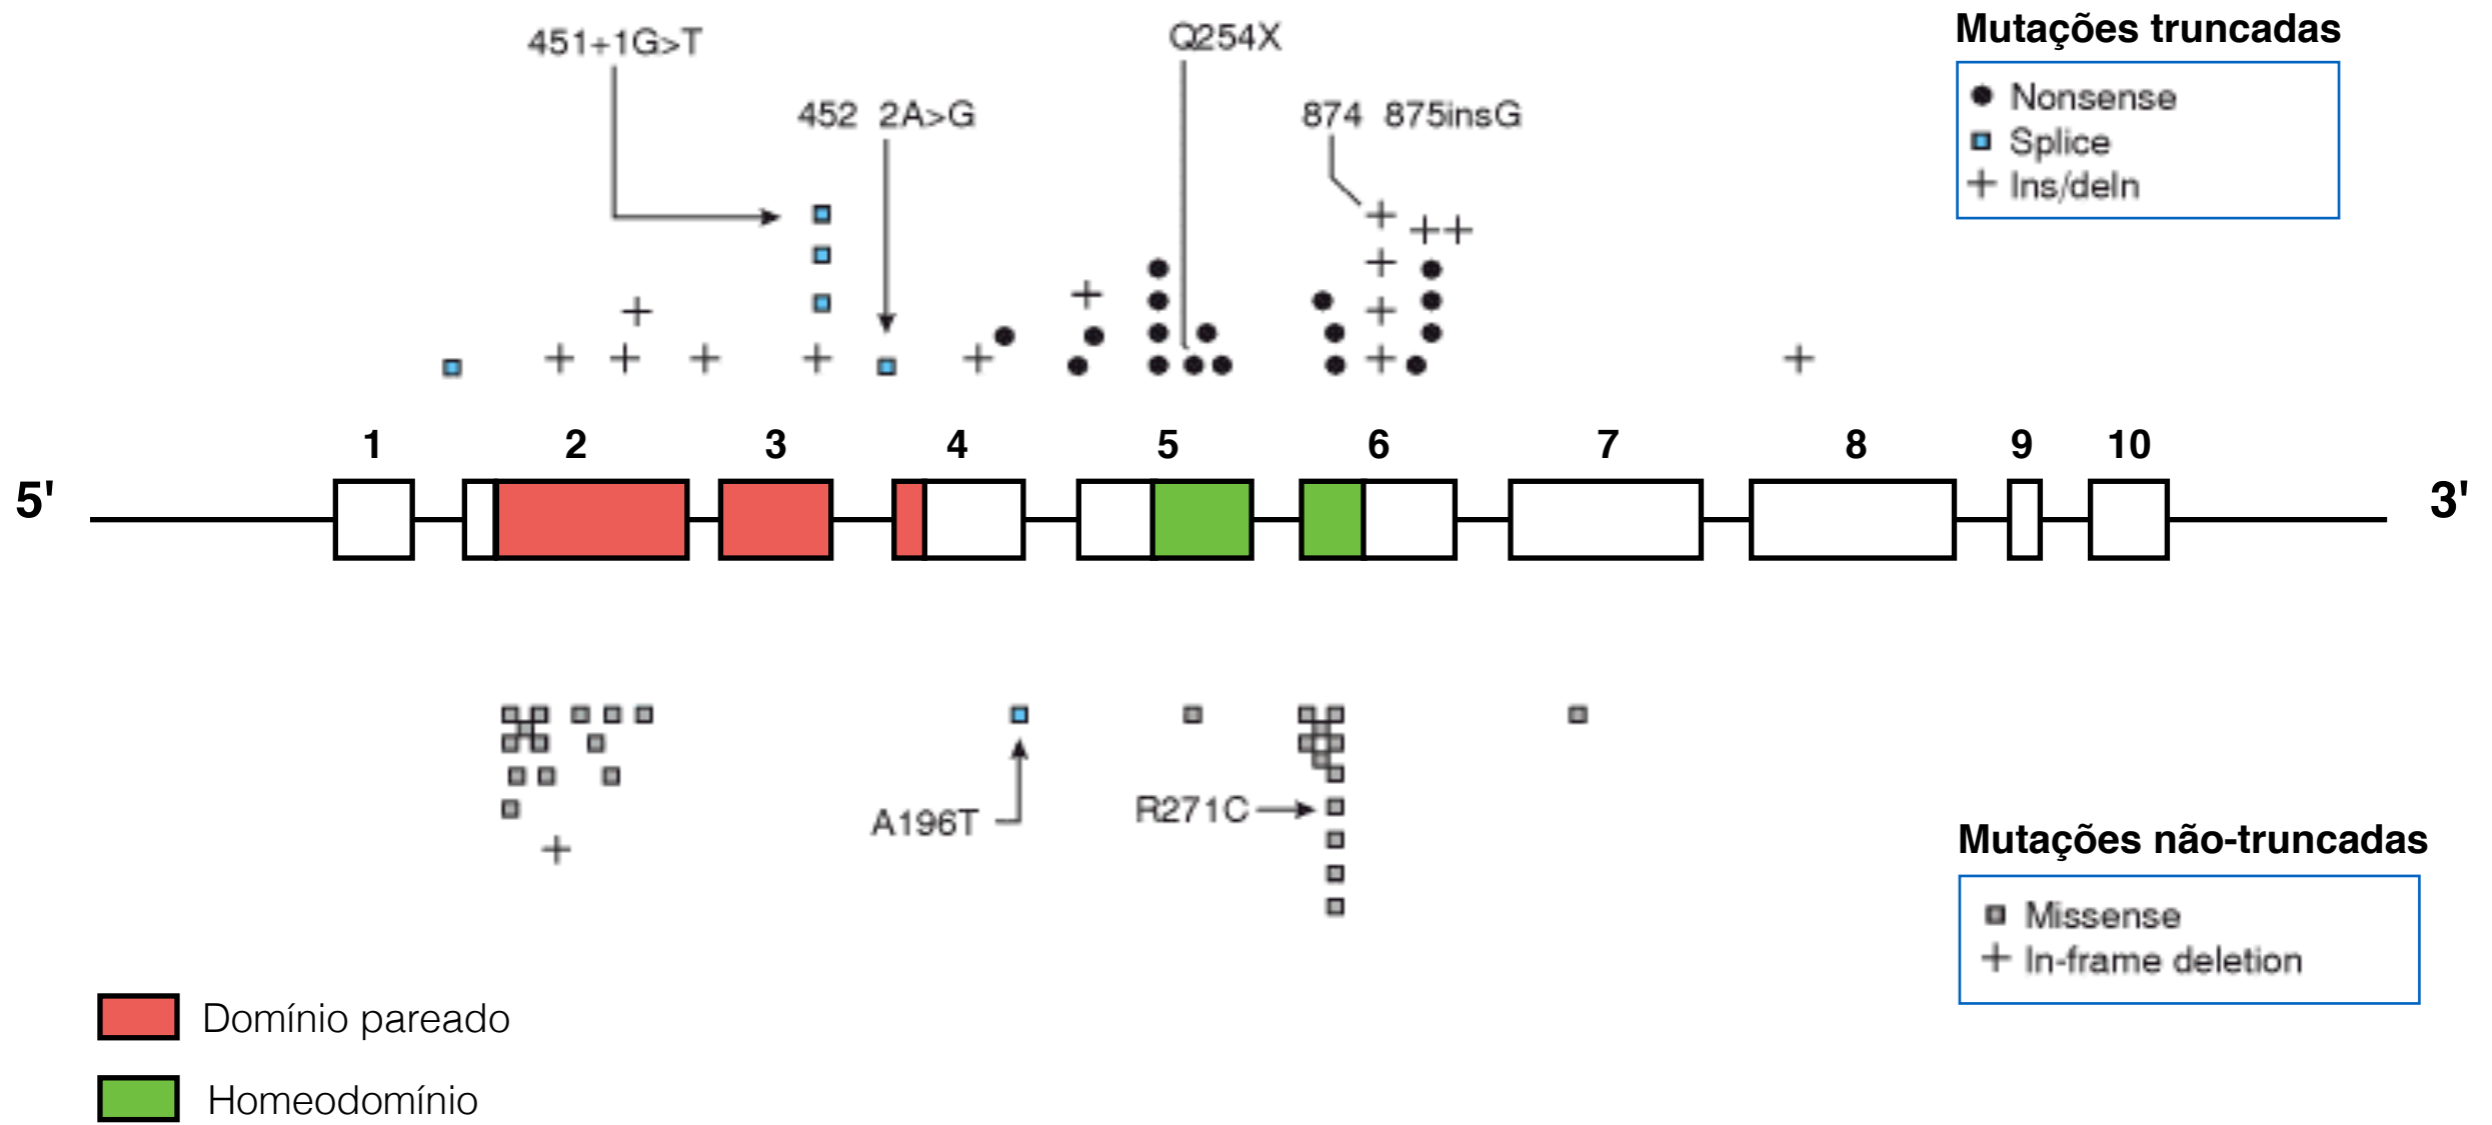 451+1G>T
Q254X
Mutações truncadas
452 2A>G
874 875insG
Nonsense
Splice
Ins/deln
1 2 3 4 5 6 7 8 9 10
5'
3'
A196T
R271C
Mutações não-truncadas
Missense
In-frame deletion
Domínio pareado
Homeodomínio